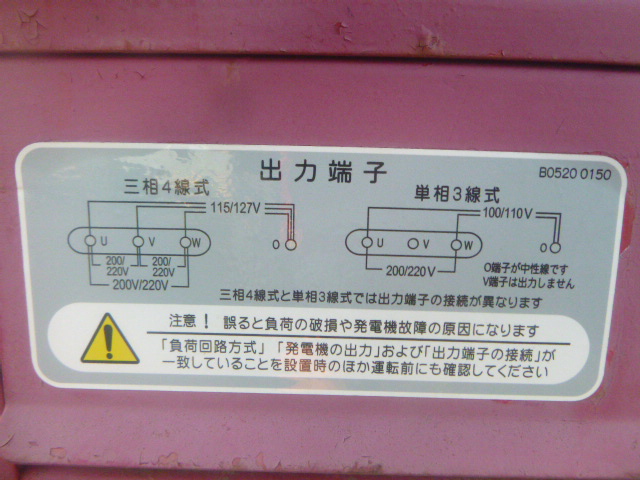 出力端子
B0520 0150
三相4線式
115/127V
U
V
W
O
200/
220V
200/
220V
200V/220V
単相3線式
100/110V
U
V
W
O
200/220V
O端子が中性線です
V端子は出力しません
三相4線式と単相3線式では出力端子の接続が異なります
注意! 誤ると負荷の破損や発電機故障の原因になります
「負荷回路方式」「発電機の出力」および「出力端子の接続」が
一致していることを設置時のほか運転前にも確認してください